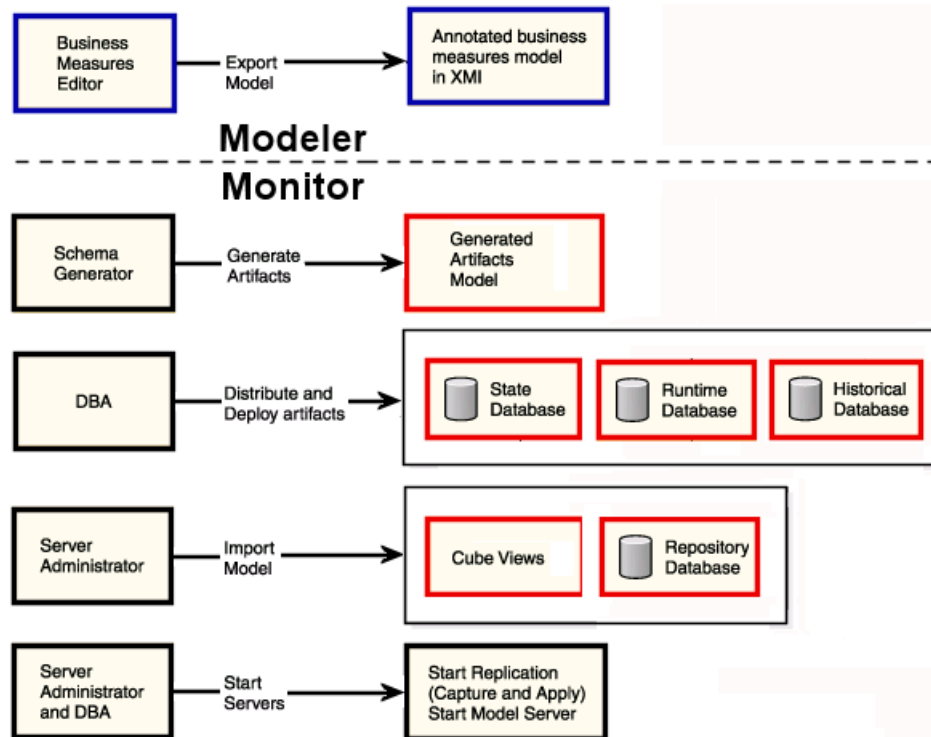 Business
Measures
Editor
Export
Model
Annotated business
measures model
in XMI
Modeler
Monitor
Schema
Generator
Generate
Artifacts
Generated
Artifacts
Model
DBA
Distribute and
Deploy artifacts
State
Database
Runtime
Database
Historical
Database
Server
Administrator
Import
Model
Cube Views
Repository
Database
Server
Administrator
and DBA
Start
Servers
Start Replication
(Capture and Apply)
Start Model Server